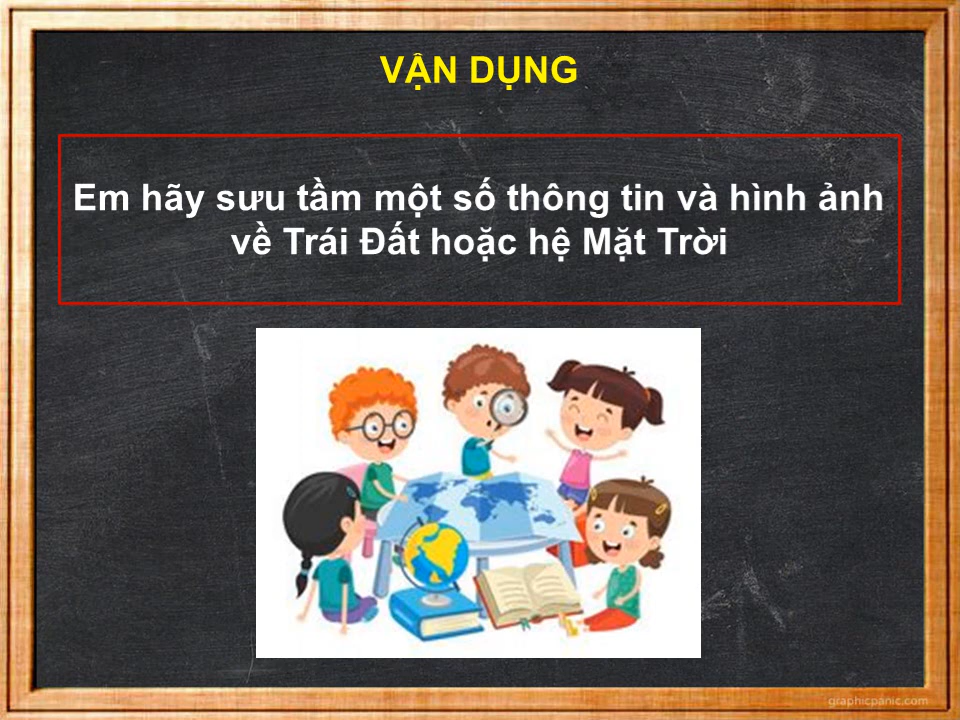 VẬN DỤNG
Em hãy sưu tầm một số thông tin và hình ảnh
về Trái Đất hoặc hệ Mặt Trời
graphicpanic.com